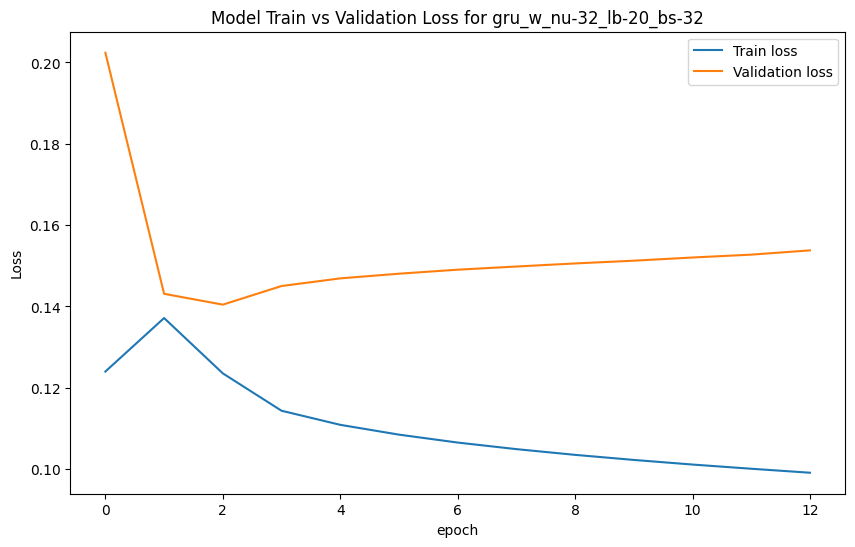 Model Train vs Validation Loss for gru_w_nu-32_lb-20_bs-32
Train loss
Validation loss
0.20
0.18
0.16
0.14
0.12
0.10
Loss
0 2 4 6 8 10 12
epoch